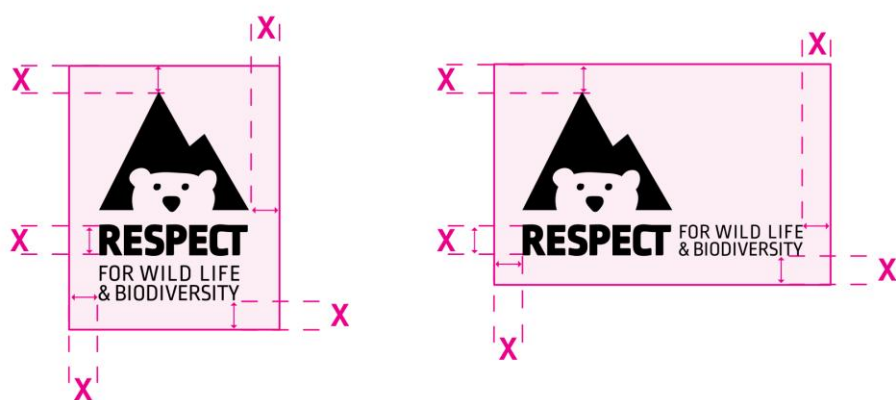 X
X
X
RESPECT
FOR WILD LIFE
& BIODIVERSITY
X
X
X
X
X
RESPECT FOR WILD LIFE
& BIODIVERSITY
X
X